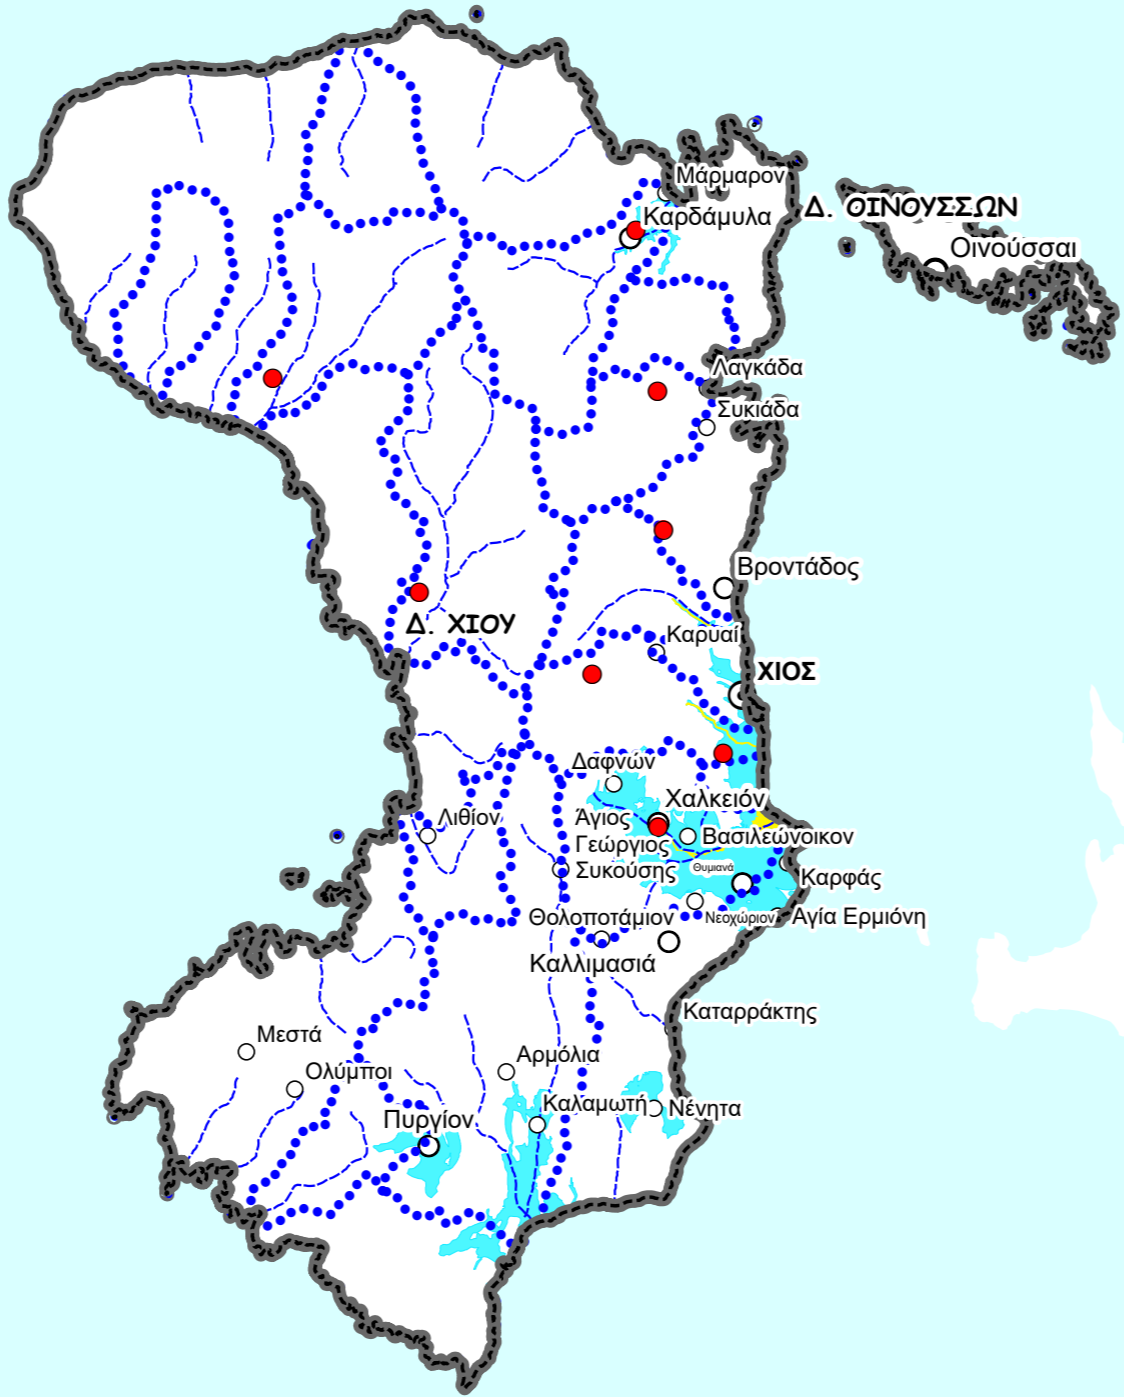 Μάρμαρον
Καρδάμυλα
Δ. ΟΙΝΟΥΣΣΩΝ
Οινούσσαι
Λαγκάδα
Συκιάδα
Βροντάδος
Δ. ΧΙΟΥ
Καρυαί
ΧΙΟΣ
Δαφνών
Χαλκειόν
Λιθίον
Άγιος
Γεώργιος
Συκούσης
Βασιλεώνοικον
Θυμιανά
Καρφάς
Θολοποτάμιον
Νεοχώριον
Αγία Ερμιόνη
Καλλιμασιά
Καταρράκτης
Μεστά
Αρμόλια
Ολύμποι
Καλαμωτή
Νένητα
Πυργίον